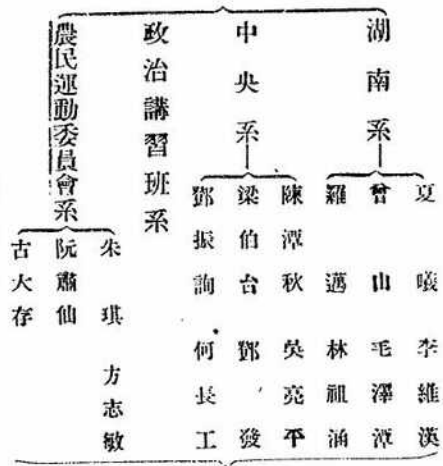 湖南系
夏曦 李維漢
曾山 毛澤潭
羅邁 林祖涵
中央系
陳潭秋 吳亮平
梁伯台 鄧發
鄧振詢 何長工
政治講習班系
農民運動委員會系
朱琪 方志敏
阮嘯仙
古大存